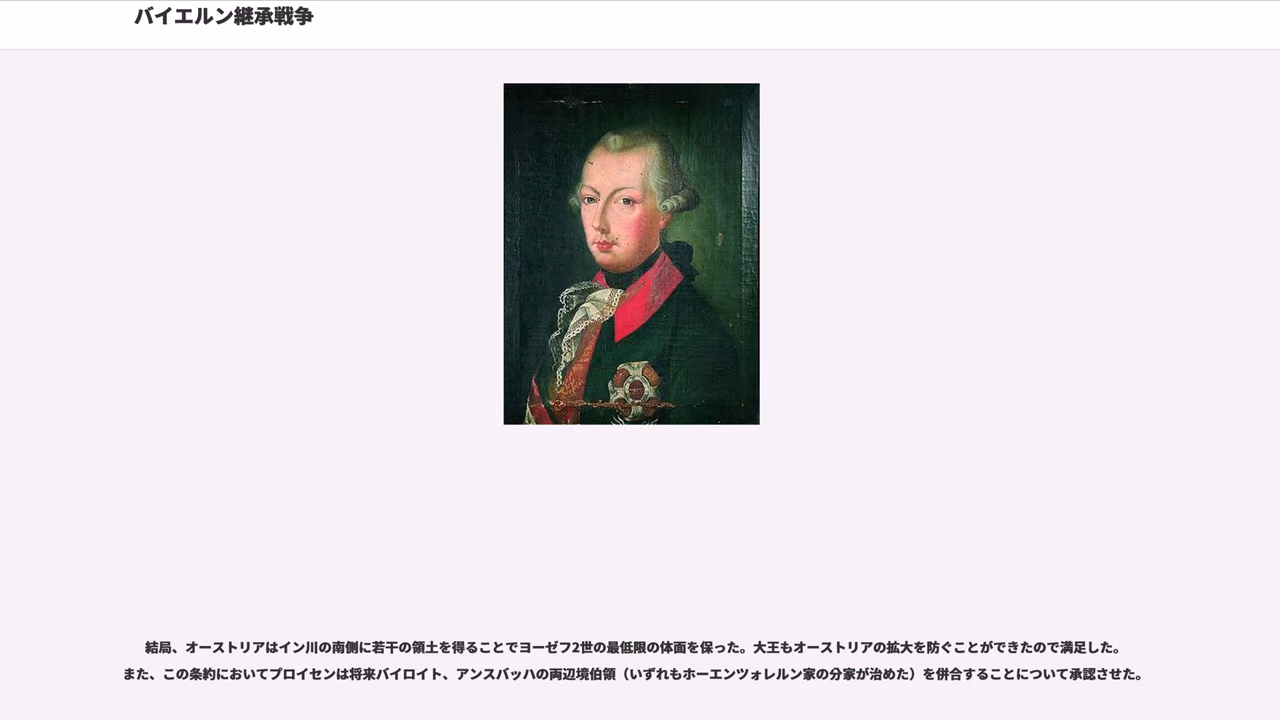 バイエルン継承戦争
結局、オーストリアはイン川の南側に若干の領土を得ることでヨーゼフ2世の最低限の体面を保った。大王もオーストリアの拡大を防ぐことができたので満足した。
また、この条約においてプロイセンは将来バイロイト、アンスバッハの両辺境伯領（いずれもホーエンツォレルン家の分家が治めた）を併合することについて承認させた。